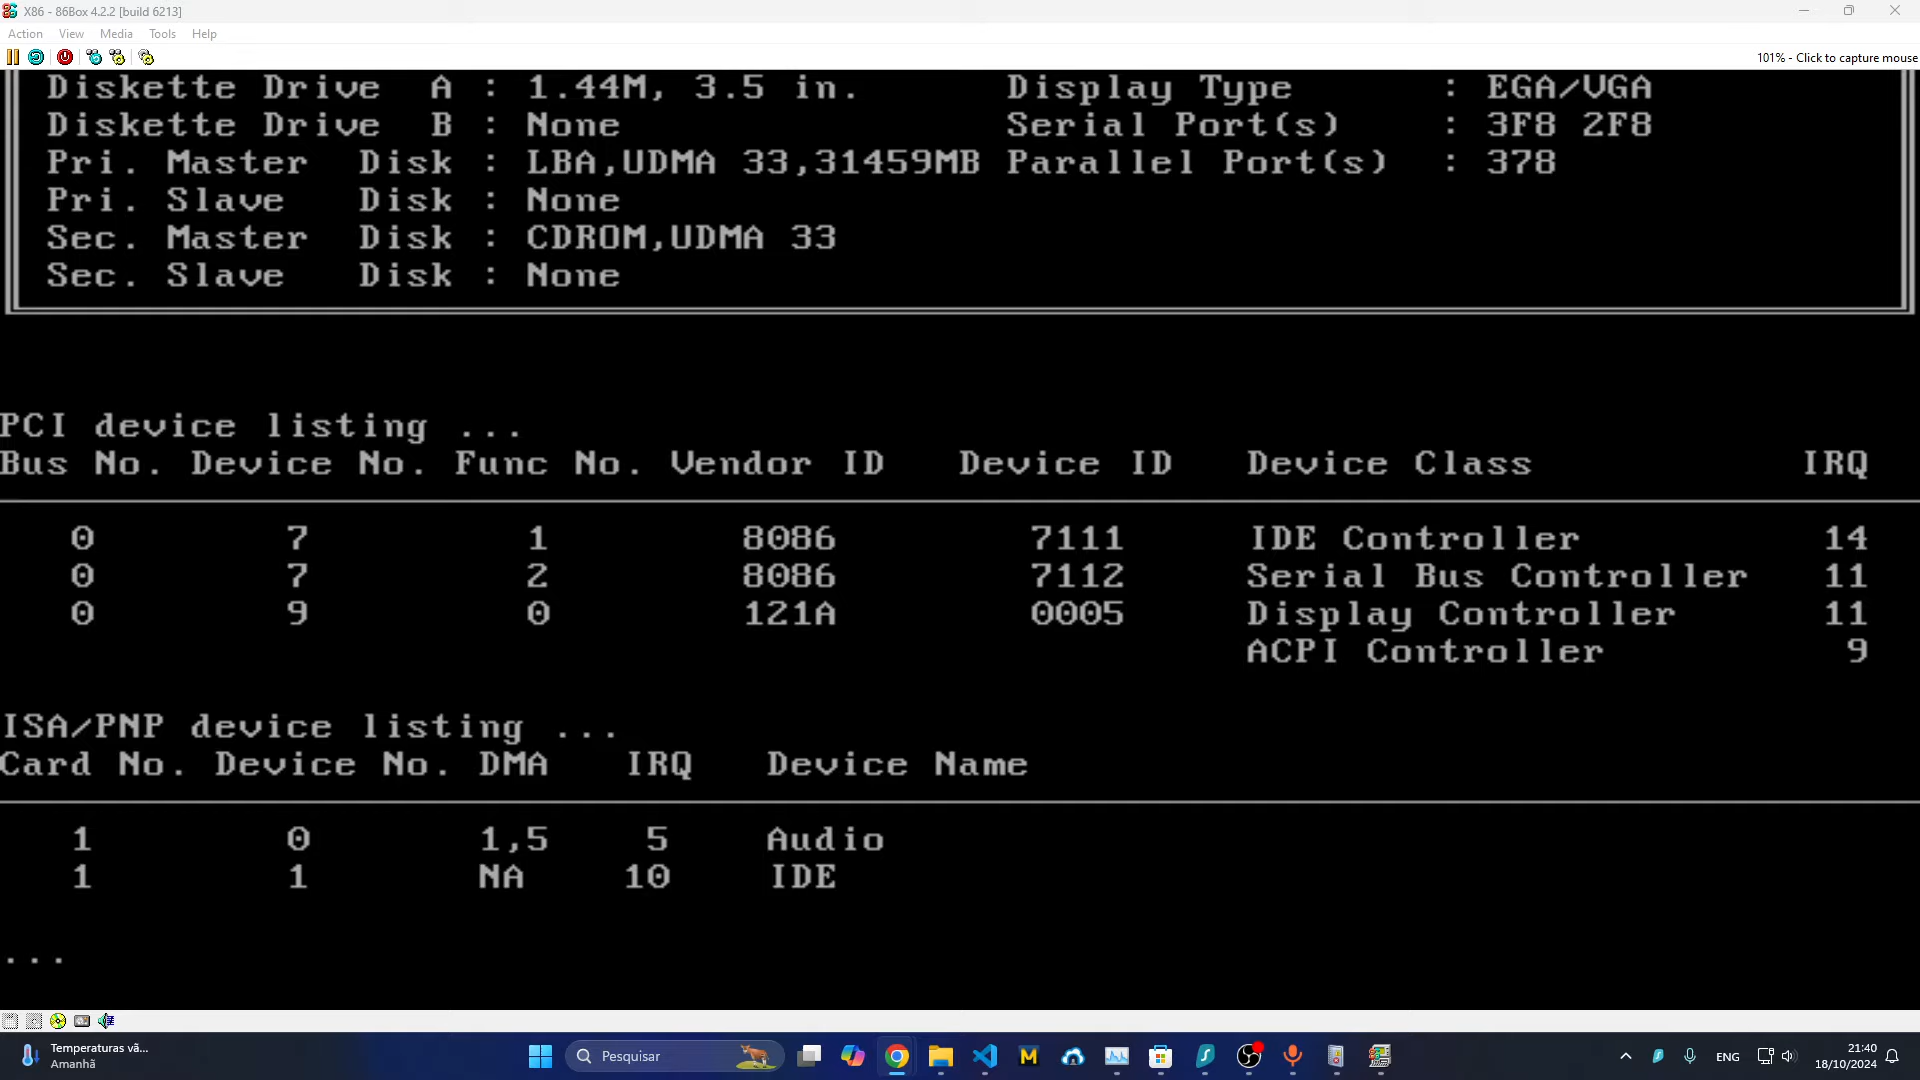 X86 - 86Box 4.2.2 [build 6213]
Action View Media Tools Help
101% - Click to capture mouse
Diskette Drive A : 1.44M, 3.5 in. Display Type : EGA/VGA
Diskette Drive B : None Serial Port(s) : 3F8 2F8
Pri. Master Disk : LBA,UDMA 33,31459MB Parallel Port(s) : 378
Pri. Slave Disk : None
Sec. Master Disk : CDROM,UDMA 33
Sec. Slave Disk : None
PCI device listing ...
Bus No. Device No. Func No. Vendor ID Device ID Device Class IRQ
0 7 1 8086 7111 IDE Controller 14
0 7 2 8086 7112 Serial Bus Controller 11
0 9 0 121A 0005 Display Controller 11
ACPI Controller 9
ISA/PNP device listing ...
Card No. Device No. DMA IRQ Device Name
1 0 1,5 5 Audio
1 1 NA 10 IDE
...
Temperaturas vã...
Amanhã
Pesquisar
M
ENG
21:40
18/10/2024